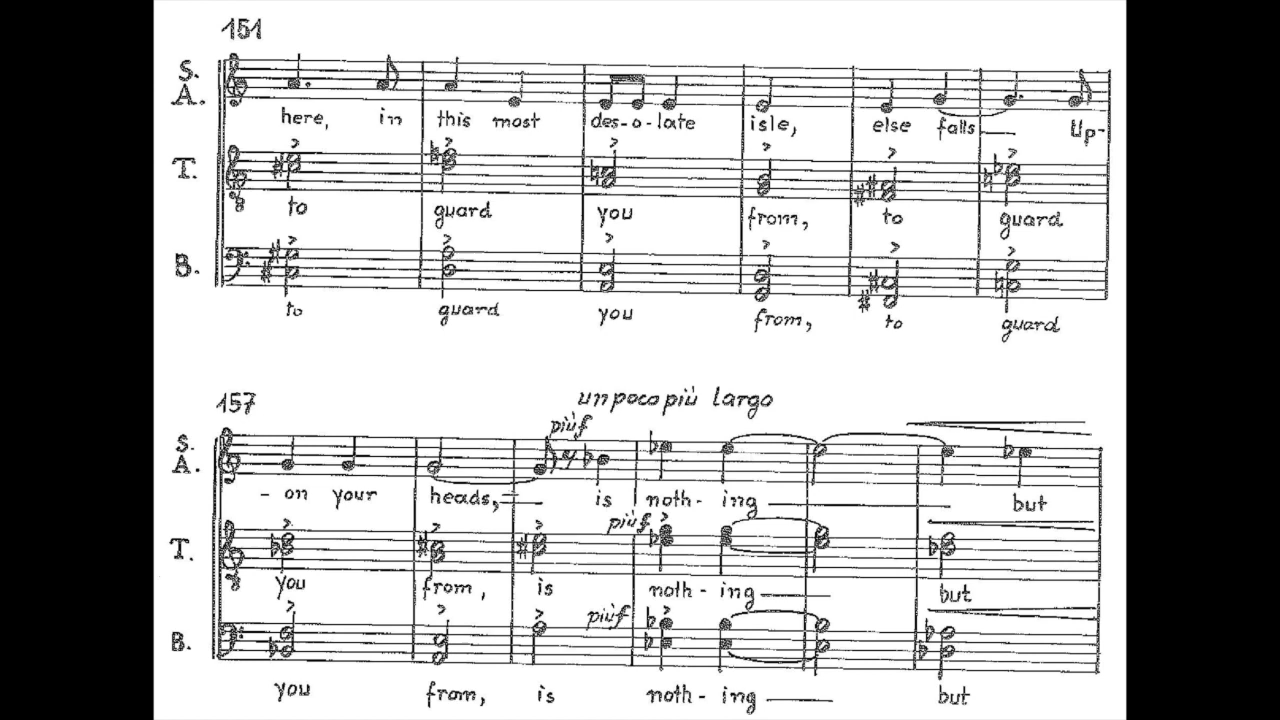 151
S.
A.
here, in this most des-o-late isle, else falls Up-
T.
to guard you from, to guard
B.
to guard you from, to guard
157
un poco più largo
più f
S.
A.
- on your heads, is noth - ing but
più f
T.
you from, is noth - ing but
più f
B.
you from, is noth - ing but